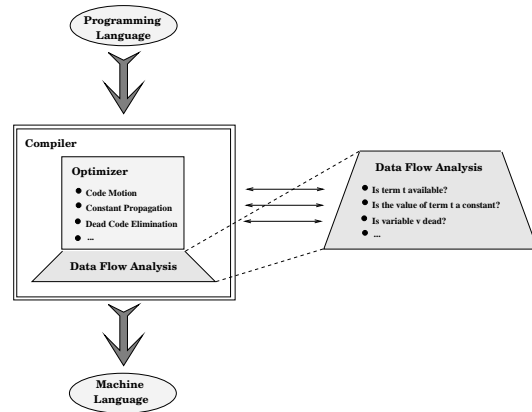 Programming
Language
Compiler
Optimizer
Code Motion
Constant Propagation
Dead Code Elimination
...
Data Flow Analysis
Data Flow Analysis
Is term t available?
Is the value of term t a constant?
Is variable v dead?
...
Machine
Language